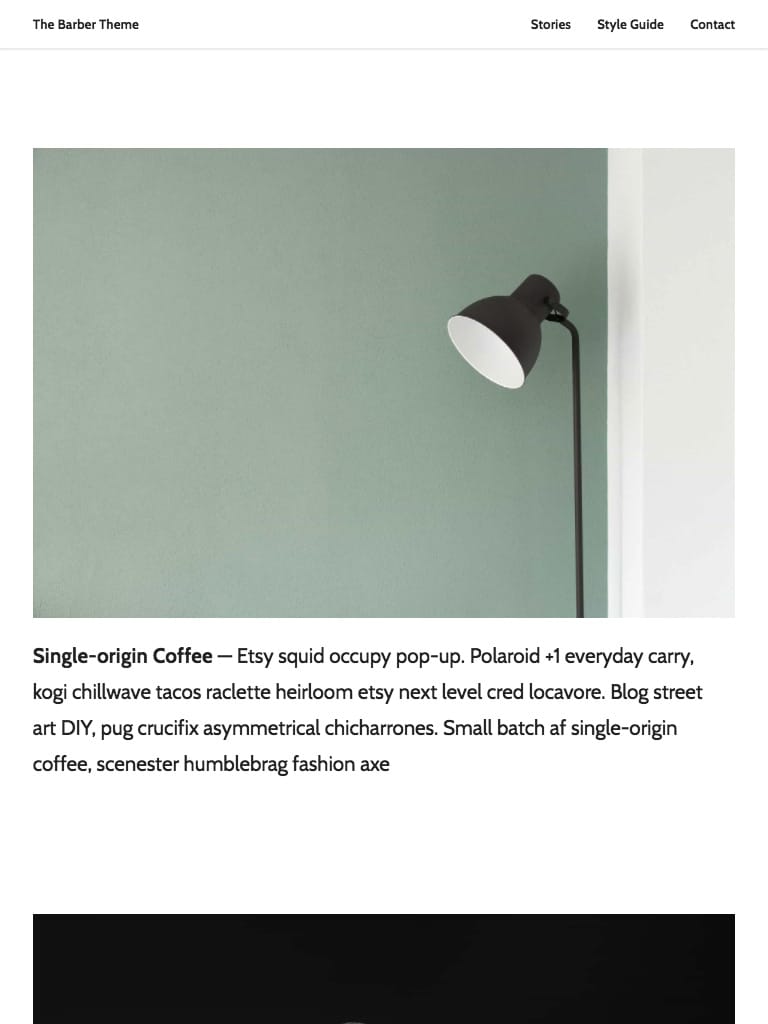 The Barber Theme
Stories Style Guide Contact
Single-origin Coffee — Etsy squid occupy pop-up. Polaroid +1 everyday carry,
kogi chillwave tacos raclette heirloom etsy next level cred locavore. Blog street
art DIY, pug crucifix asymmetrical chicharrones. Small batch af single-origin
coffee, scenester humblebrag fashion axe